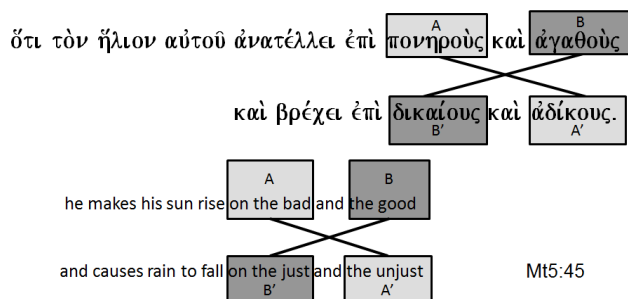 A B
ὅτι τὸν ἥλιον αὐτοῦ ἀνατέλλει ἐπὶ πονηροὺς καὶ ἀγαθοὺς
καὶ βρέχει ἐπὶ δικαίους καὶ ἀδίκους.
B' A'
A B
he makes his sun rise on the bad and the good
and causes rain to fall on the just and the unjust Mt5:45
B' A'